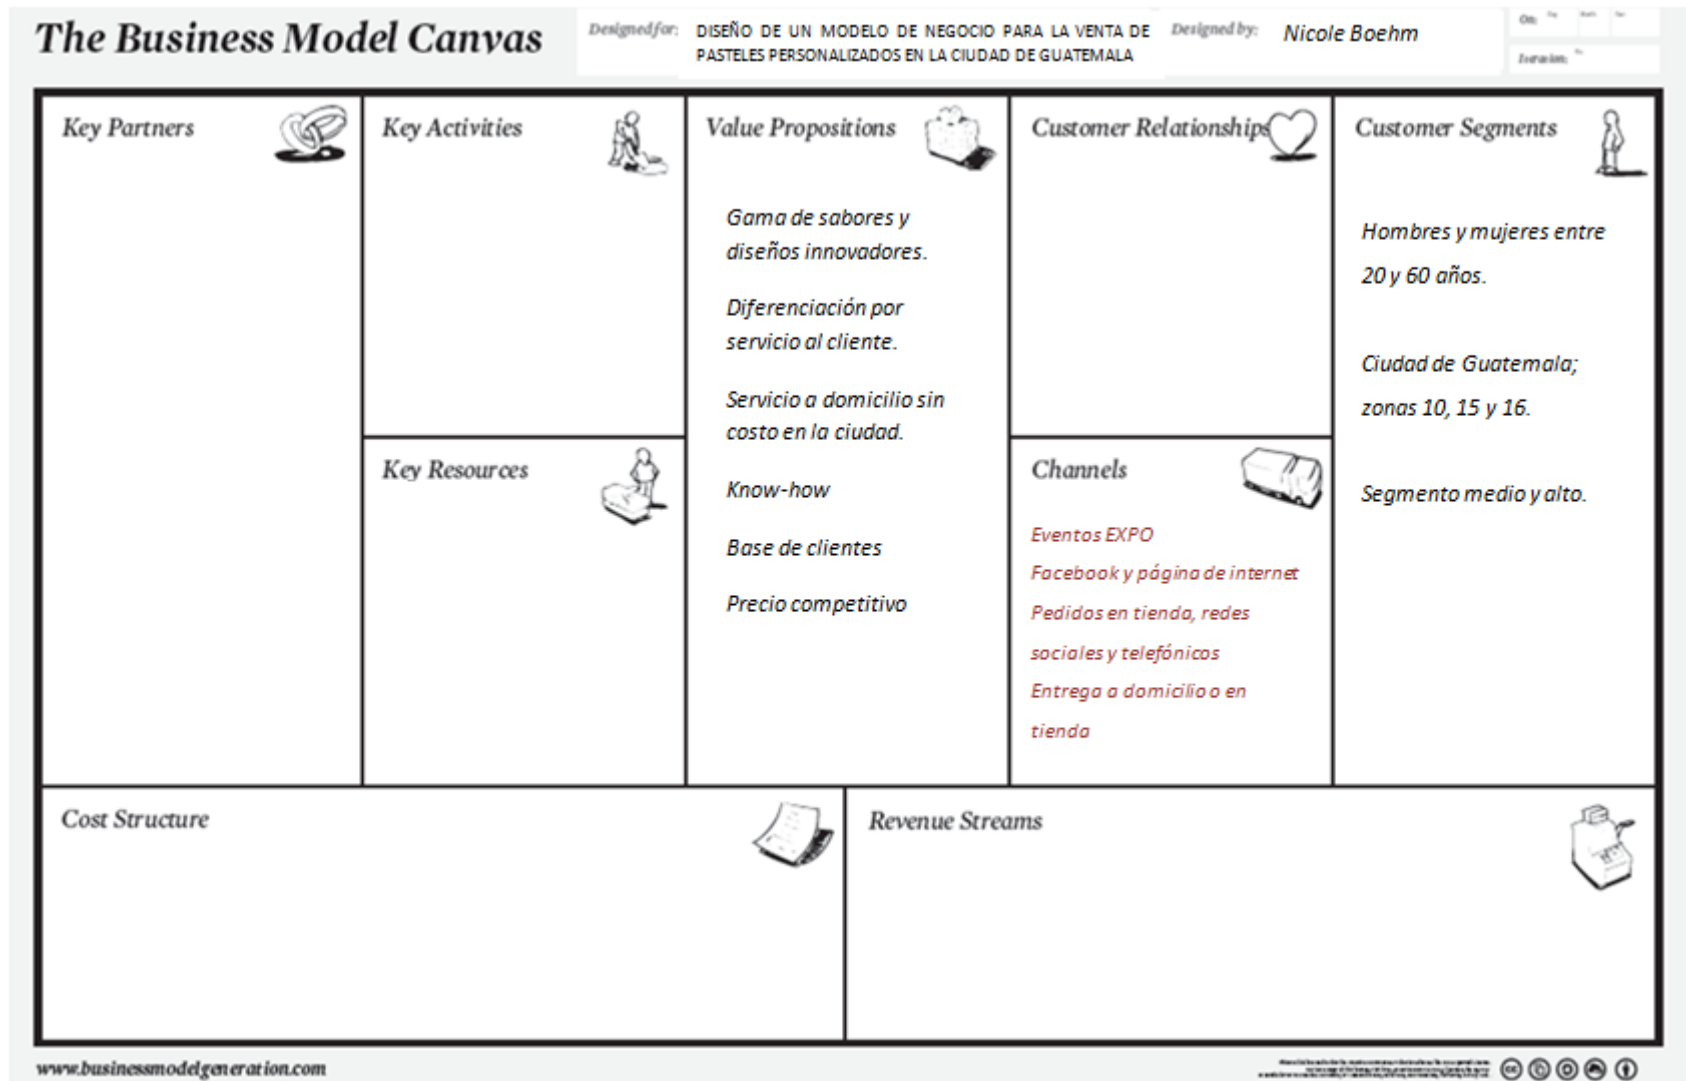 The Business Model Canvas
Designed for:
DISEÑO DE UN MODELO DE NEGOCIO PARA LA VENTA DE
PASTELES PERSONALIZADOS EN LA CIUDAD DE GUATEMALA
Designed by:
Nicole Boehm
On:
Iteration:
Key Partners
Key Activities
Value Propositions
Gama de sabores y
diseños innovadores.
Diferenciación por
servicio al cliente.
Servicio a domicilio sin
costo en la ciudad.
Know-how
Base de clientes
Precio competitivo
Customer Relationships
Customer Segments
Hombres y mujeres entre
20 y 60 años.
Ciudad de Guatemala;
zonas 10, 15 y 16.
Segmento medio y alto.
Key Resources
Channels
Eventos EXPO
Facebook y página de internet
Pedidos en tienda, redes
sociales y telefónicos
Entrega a domicilio o en
tienda
Cost Structure
Revenue Streams
www.businessmodelgeneration.com